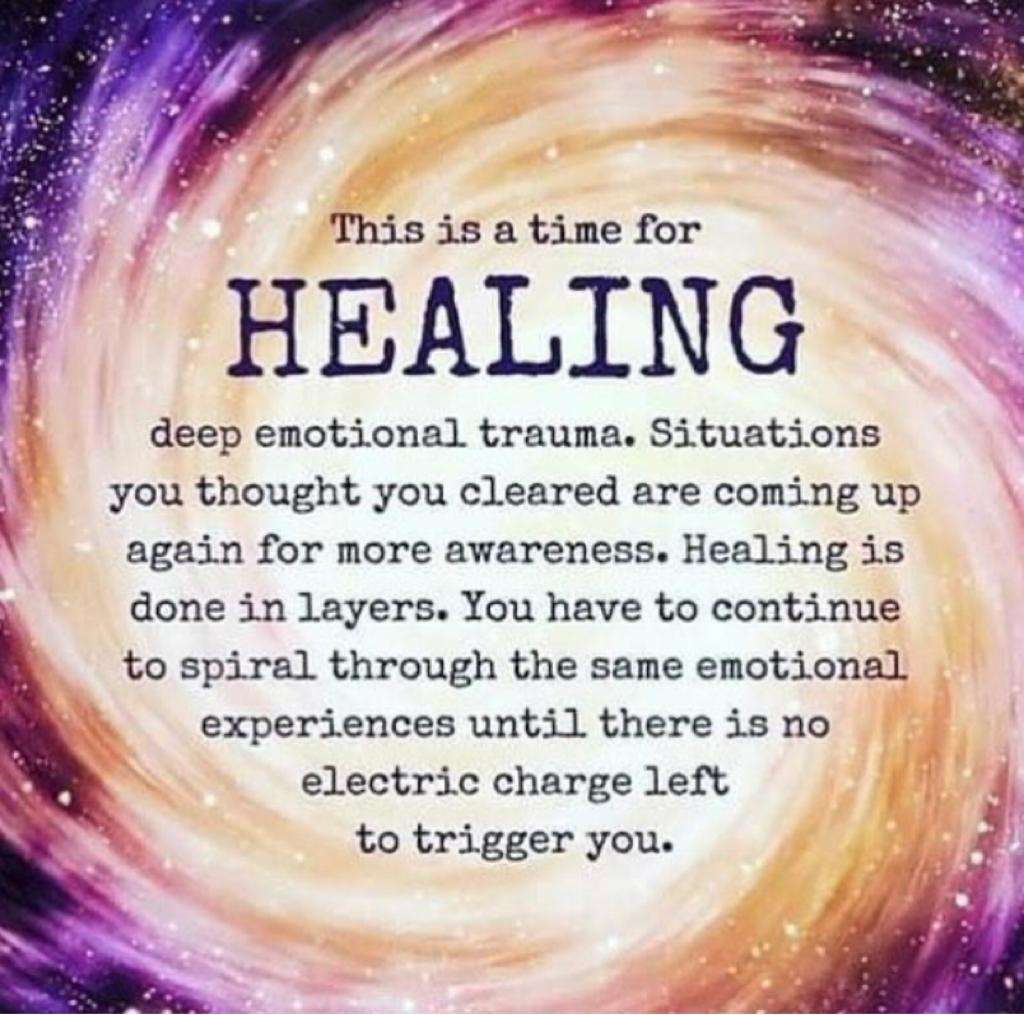 This is a time for
HEALING
deep emotional trauma. Situations
you thought you cleared are coming up
again for more awareness. Healing is
done in layers. You have to continue
to spiral through the same emotional
experiences until there is no
electric charge left
to trigger you.